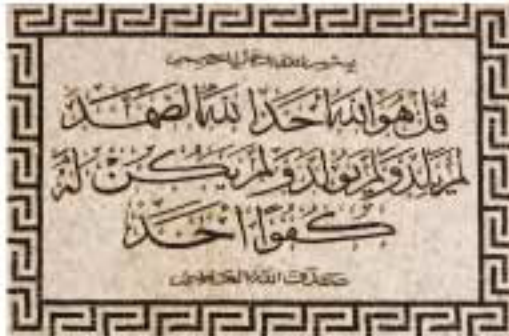 بسم الله الرحمن الرحيم
قل هو الله احد الله الصمد
لم يلد ولم يولد ولم يكن له
كفوا احد
صدق الله العظيم